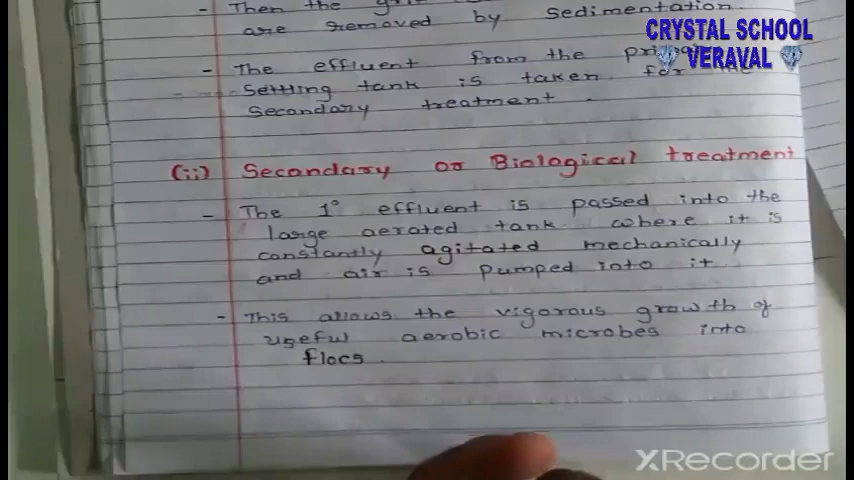 - Then the
are removed by sedimentation.
CRYSTAL SCHOOL
VERAVAL
- The effluent from the
settling tank is taken for the
secondary treatment.
(ii) Secondary or Biological treatment
- The 1° effluent is passed into the
large aerated tank where it is
constantly agitated mechanically
and air is pumped into it
- This allows the vigorous growth of
useful aerobic microbes into
flocs.
XRecorder